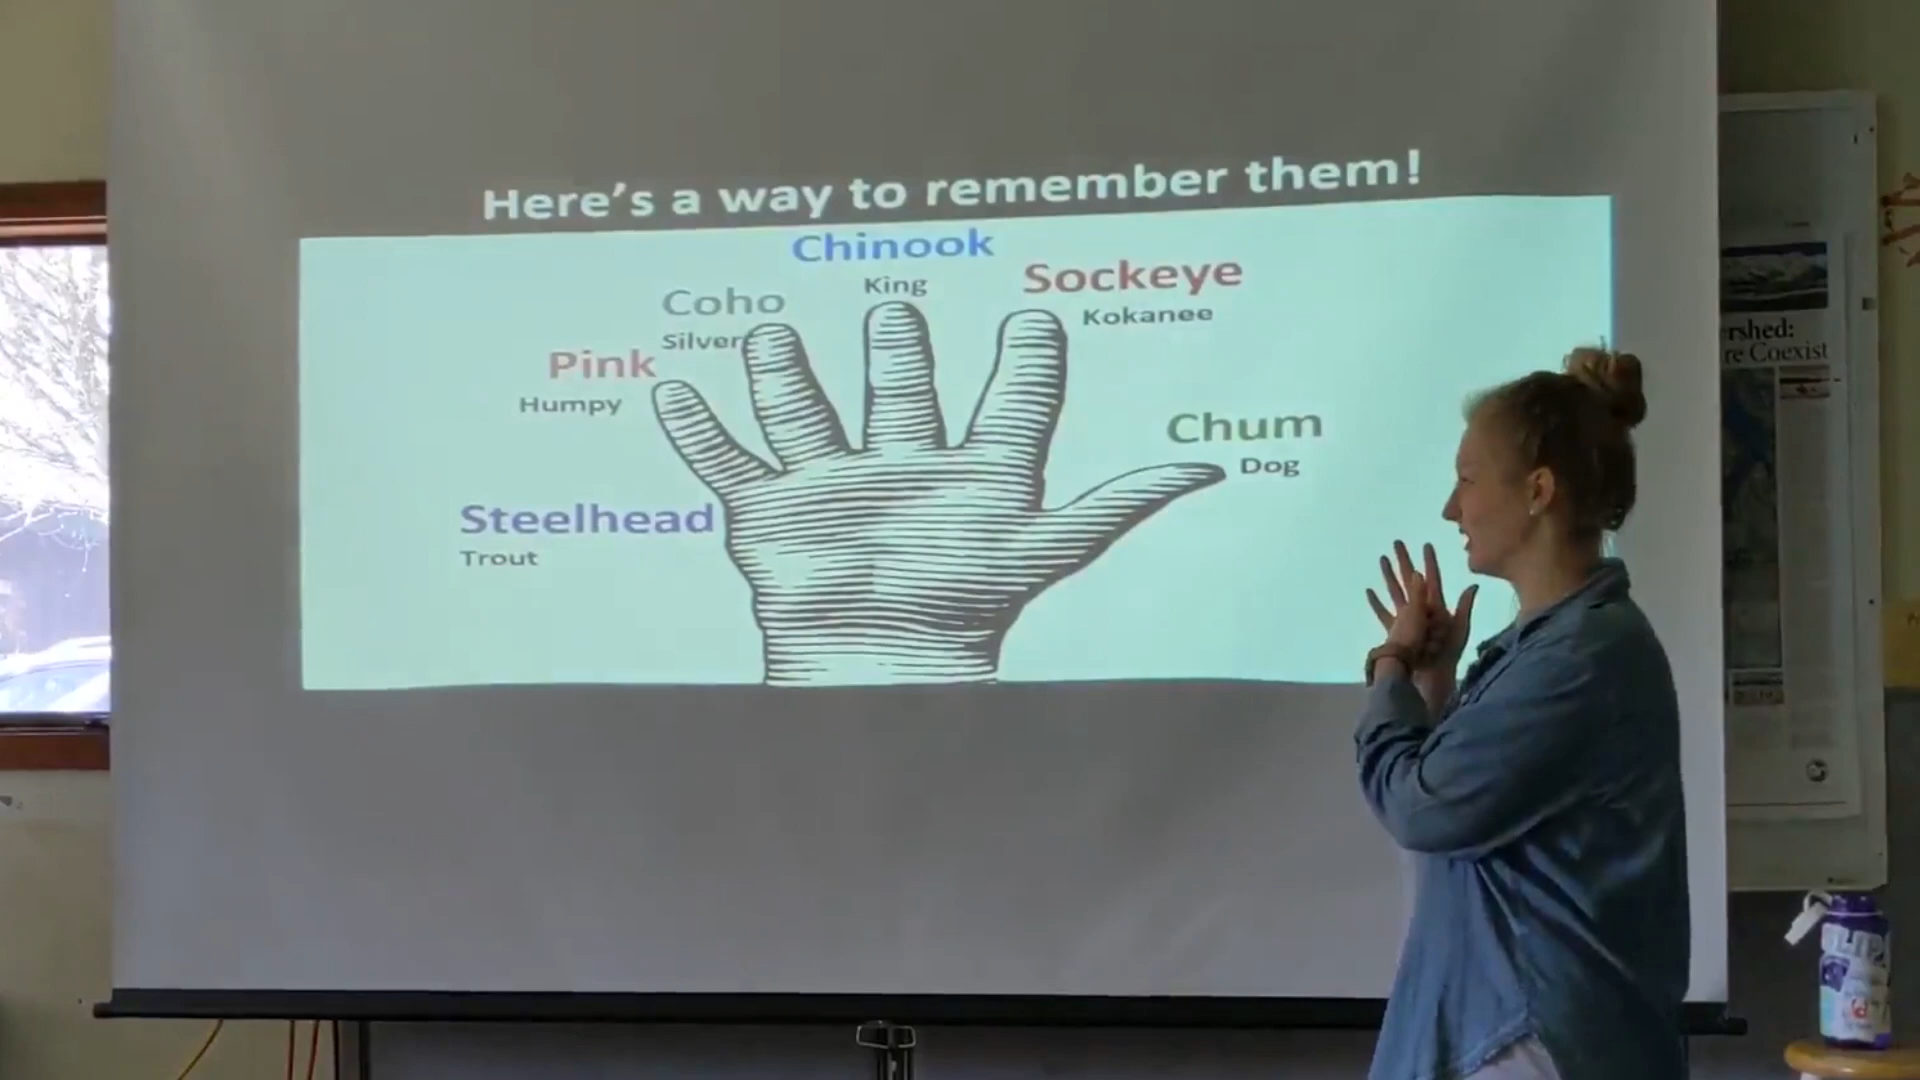 Here's a way to remember them!
Chinook
King
Sockeye
Kokanee
Coho
Silver
Pink
Humpy
Chum
Dog
Steelhead
Trout
rshed:
re Coexist